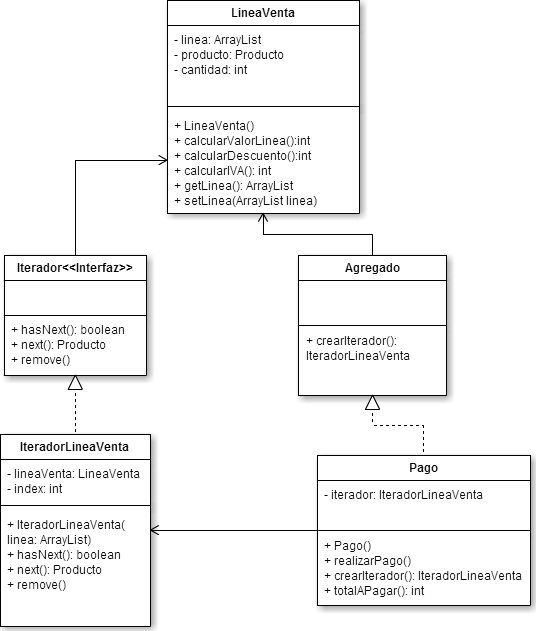 LineaVenta
- linea: ArrayList
- producto: Producto
- cantidad: int
+ LineaVenta()
+ calcularValorLinea():int
+ calcularDescuento():int
+ calcularIVA(): int
+ getLinea(): ArrayList
+ setLinea(ArrayList linea)
Iterador<<Interfaz>>
+ hasNext(): boolean
+ next(): Producto
+ remove()
Agregado
+ crearIterador():
IteradorLineaVenta
IteradorLineaVenta
- lineaVenta: LineaVenta
- index: int
+ IteradorLineaVenta(
linea: ArrayList)
+ hasNext(): boolean
+ next(): Producto
+ remove()
Pago
- iterador: IteradorLineaVenta
+ Pago()
+ realizarPago()
+ crearIterador(): IteradorLineaVenta
+ totalAPagar(): int